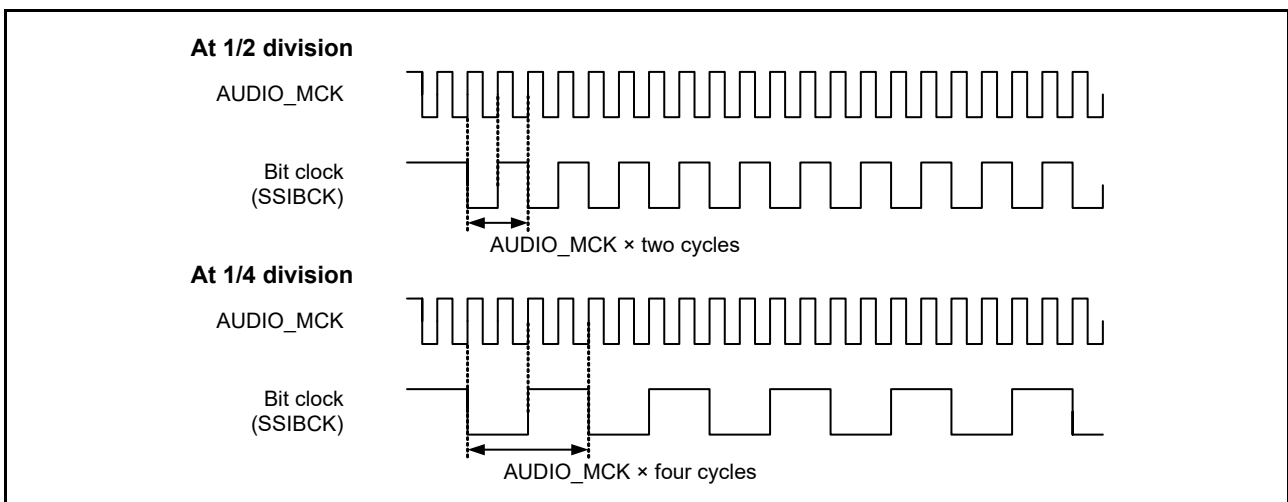 At 1/2 division
AUDIO_MCK
Bit clock
(SSIBCK)
AUDIO_MCK × two cycles
At 1/4 division
AUDIO_MCK
Bit clock
(SSIBCK)
AUDIO_MCK × four cycles